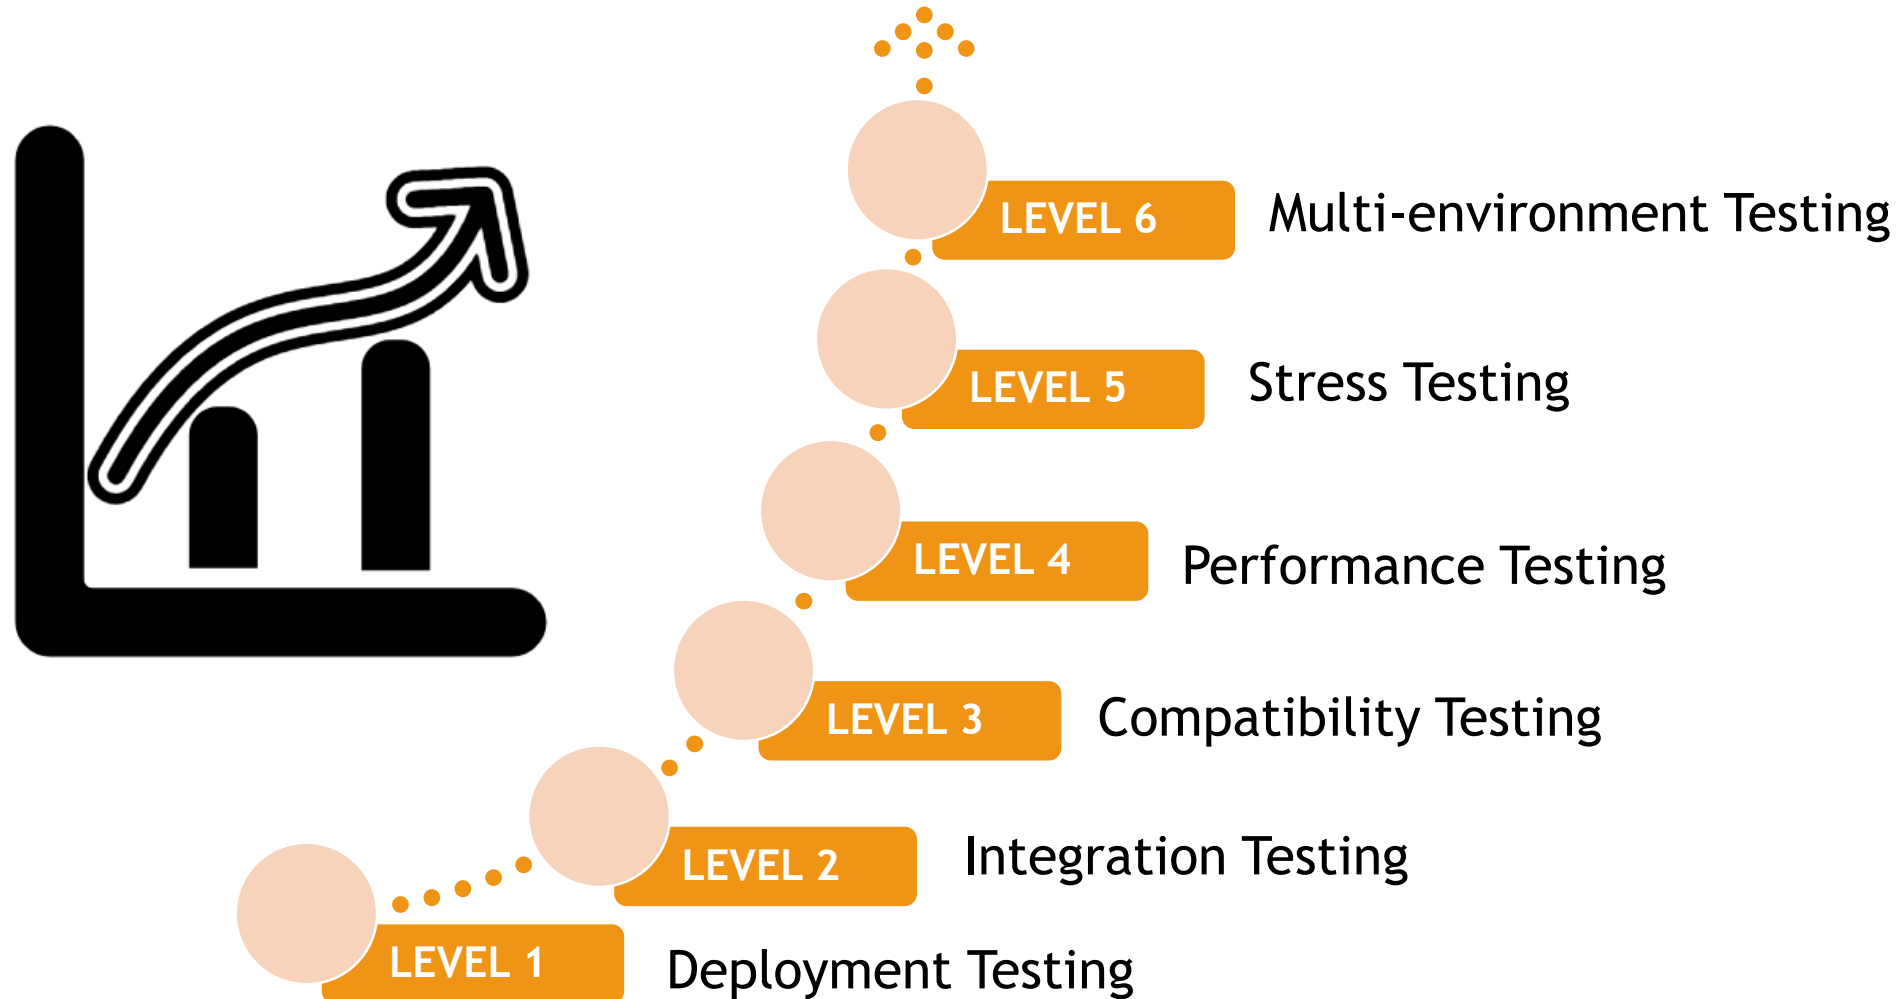 LEVEL 6 Multi-environment Testing
LEVEL 5 Stress Testing
LEVEL 4 Performance Testing
LEVEL 3 Compatibility Testing
LEVEL 2 Integration Testing
LEVEL 1 Deployment Testing